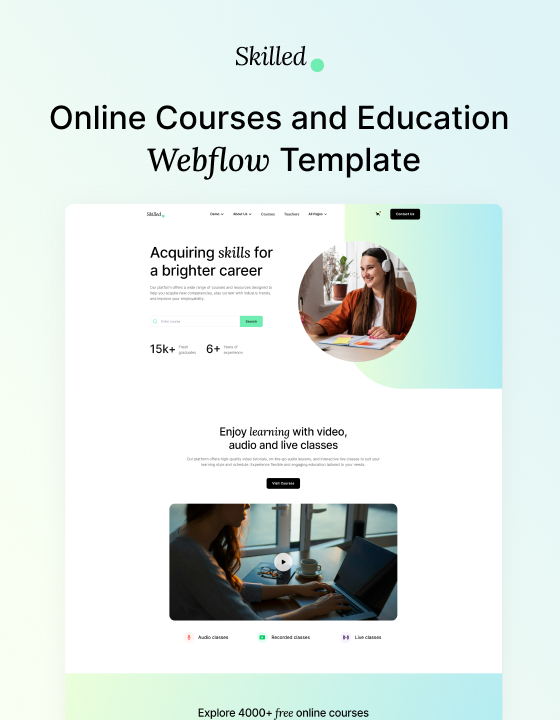 Skilled
Online Courses and Education
Webflow Template
Skilled
Demo About Us Courses Teachers All Pages Contact Us
Acquiring skills for
a brighter career
Our platform offers a wide range of courses and resources designed to
help you acquire new competencies, stay current with industry trends,
and improve your employability.
Search
15k+ Fresh
graduates
6+ Years of
experience
Enjoy learning with video,
audio and live classes
Our platform offers high-quality video tutorials, on-the-go audio lessons, and interactive live classes to suit your
learning style and schedule. Experience flexible and engaging education tailored to your needs.
Visit Courses
Audio classes Recorded classes Live classes
Explore 4000+ free online courses